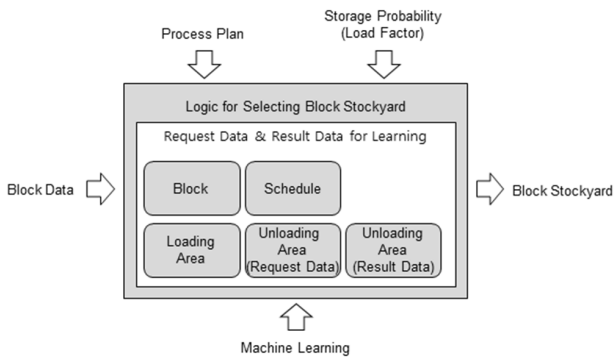 Storage Probability
(Load Factor)
Process Plan
Logic for Selecting Block Stockyard
Request Data & Result Data for Learning
Block Data
Block
Schedule
Block Stockyard
Loading
Area
Unloading
Area
(Request Data)
Unloading
Area
(Result Data)
Machine Learning